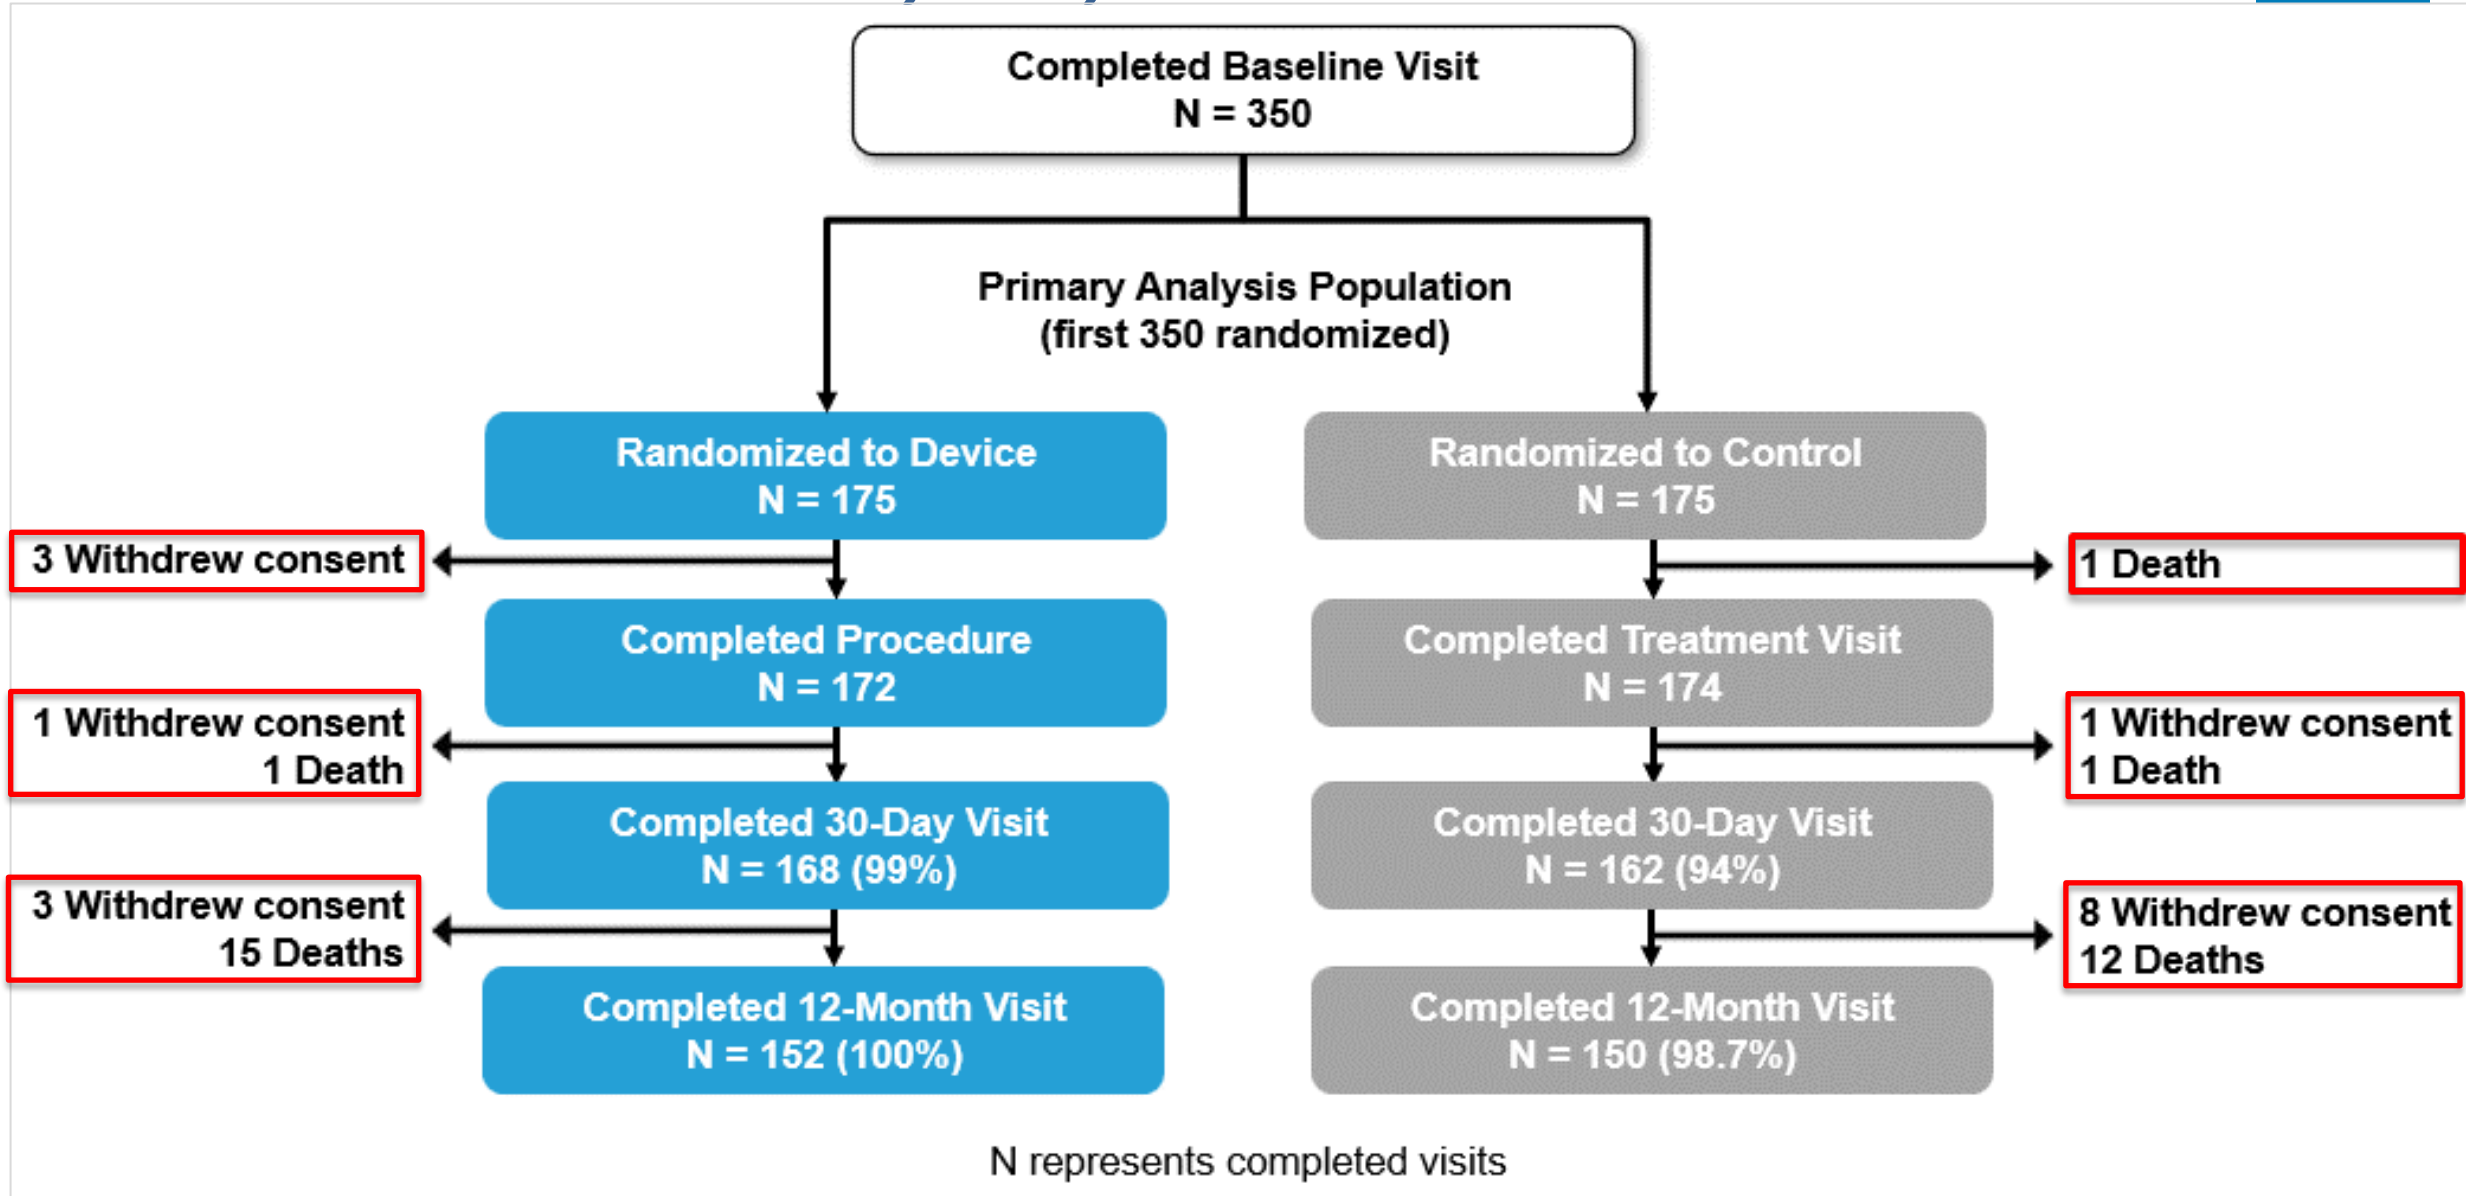 Completed Baseline Visit
N = 350
Primary Analysis Population
(first 350 randomized)
Randomized to Device
N = 175
Randomized to Control
N = 175
3 Withdrew consent
1 Death
Completed Procedure
N = 172
Completed Treatment Visit
N = 174
1 Withdrew consent
1 Death
1 Withdrew consent
1 Death
Completed 30-Day Visit
N = 168 (99%)
Completed 30-Day Visit
N = 162 (94%)
3 Withdrew consent
15 Deaths
8 Withdrew consent
12 Deaths
Completed 12-Month Visit
N = 152 (100%)
Completed 12-Month Visit
N = 150 (98.7%)
N represents completed visits